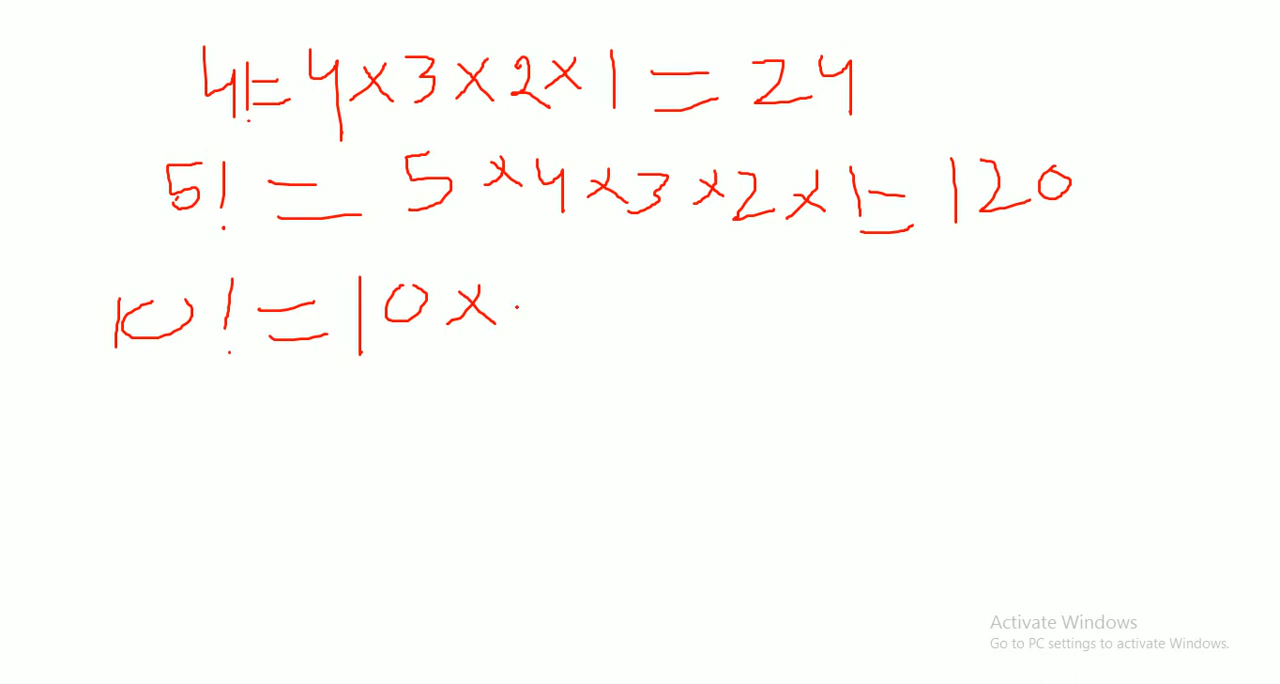 4!=4×3×2×1=24
5!=5×4×3×2×1=120
10!=10×.
Activate Windows
Go to PC settings to activate Windows.